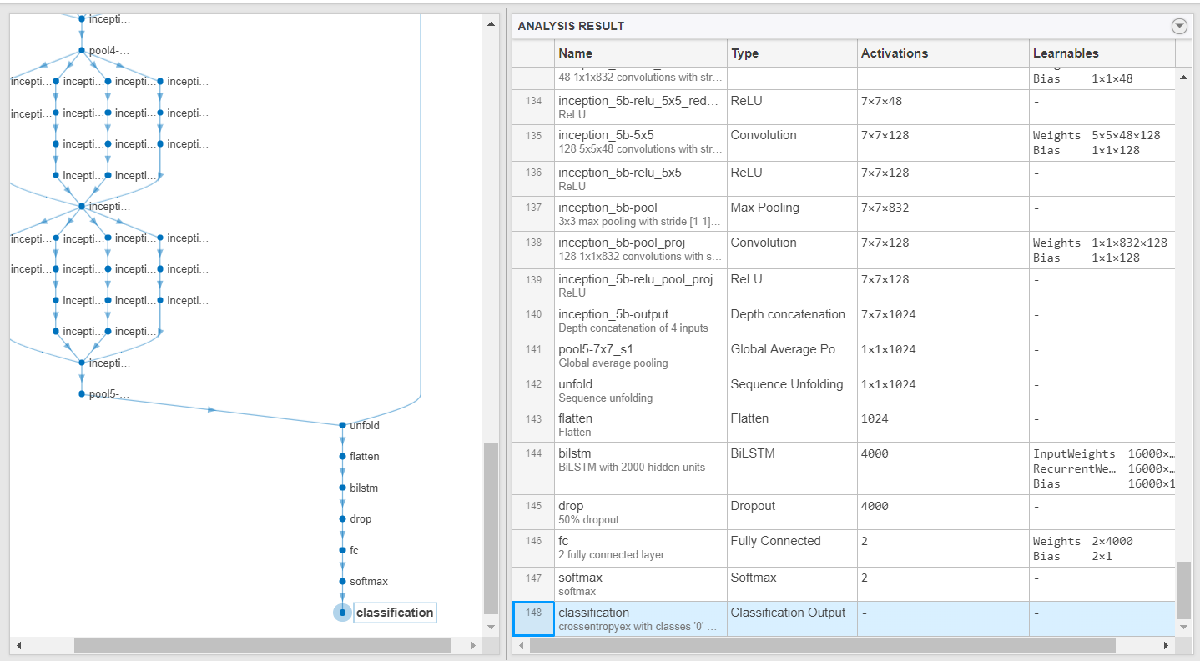 incepti...
pool4-...
incepti... incepti... incepti... incepti...
incepti... incepti... incepti... incepti...
incepti... incepti... incepti...
incepti... incepti...
incepti...
incepti... incepti... incepti... incepti...
incepti... incepti... incepti... incepti...
incepti... incepti... incepti...
incepti... incepti...
incepti...
pool5-...
unfold
flatten
bilstm
drop
fc
softmax
classification
ANALYSIS RESULT
Name Type Activations Learnables
48 1x1x832 convolutions with str... Bias 1×1×48
134 inception_5b-relu_5x5_red... ReLU 7×7×48 -
ReLU
135 inception_5b-5x5 Convolution 7×7×128 Weights 5×5×48×128
128 5x5x48 convolutions with str... Bias 1×1×128
136 inception_5b-relu_5x5 ReLU 7×7×128 -
ReLU
137 inception_5b-pool Max Pooling 7×7×832 -
3x3 max pooling with stride [1 1]...
138 inception_5b-pool_proj Convolution 7×7×128 Weights 1×1×832×128
128 1x1x832 convolutions with s... Bias 1×1×128
139 inception_5b-relu_pool_proj ReLU 7×7×128 -
ReLU
140 inception_5b-output Depth concatenation 7×7×1024 -
Depth concatenation of 4 inputs
141 pool5-7x7_s1 Global Average Po 1×1×1024 -
Global average pooling
142 unfold Sequence Unfolding 1×1×1024 -
Sequence unfolding
143 flatten Flatten 1024 -
Flatten
144 bilstm BiLSTM 4000 InputWeights 16000×...
BiLSTM with 2000 hidden units RecurrentWe... 16000×...
Bias 16000×1
145 drop Dropout 4000 -
50% dropout
146 fc Fully Connected 2 Weights 2×4000
2 fully connected layer Bias 2×1
147 softmax Softmax 2 -
softmax
148 classification Classification Output - -
crossentropyex with classes '0' ...